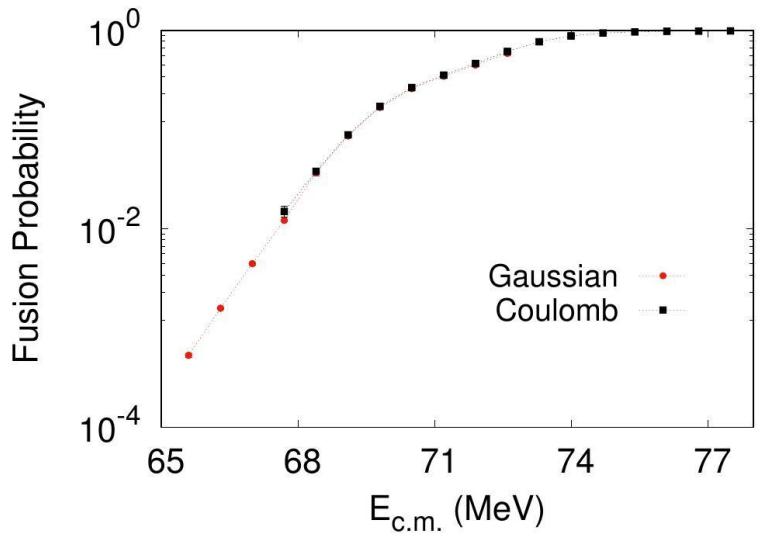 10^0
10^-2
10^-4
Fusion Probability
Gaussian
Coulomb
65 68 71 74 77
E_c.m. (MeV)